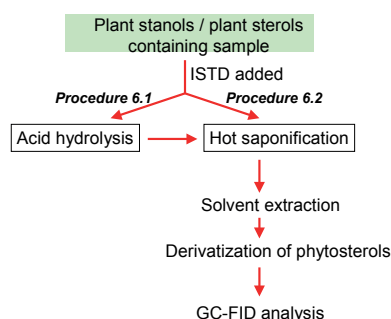 Plant stanols / plant sterols
containing sample
ISTD added
Procedure 6.1
Procedure 6.2
Acid hydrolysis
Hot saponification
Solvent extraction
Derivatization of phytosterols
GC-FID analysis